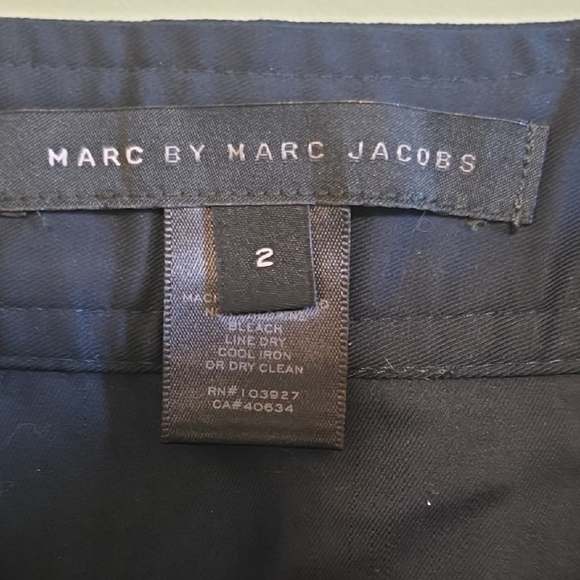 MARC BY MARC JACOBS
2
BLEACH
LINE DRY
COOL IRON
OR DRY CLEAN
RN#103927
CA#40634